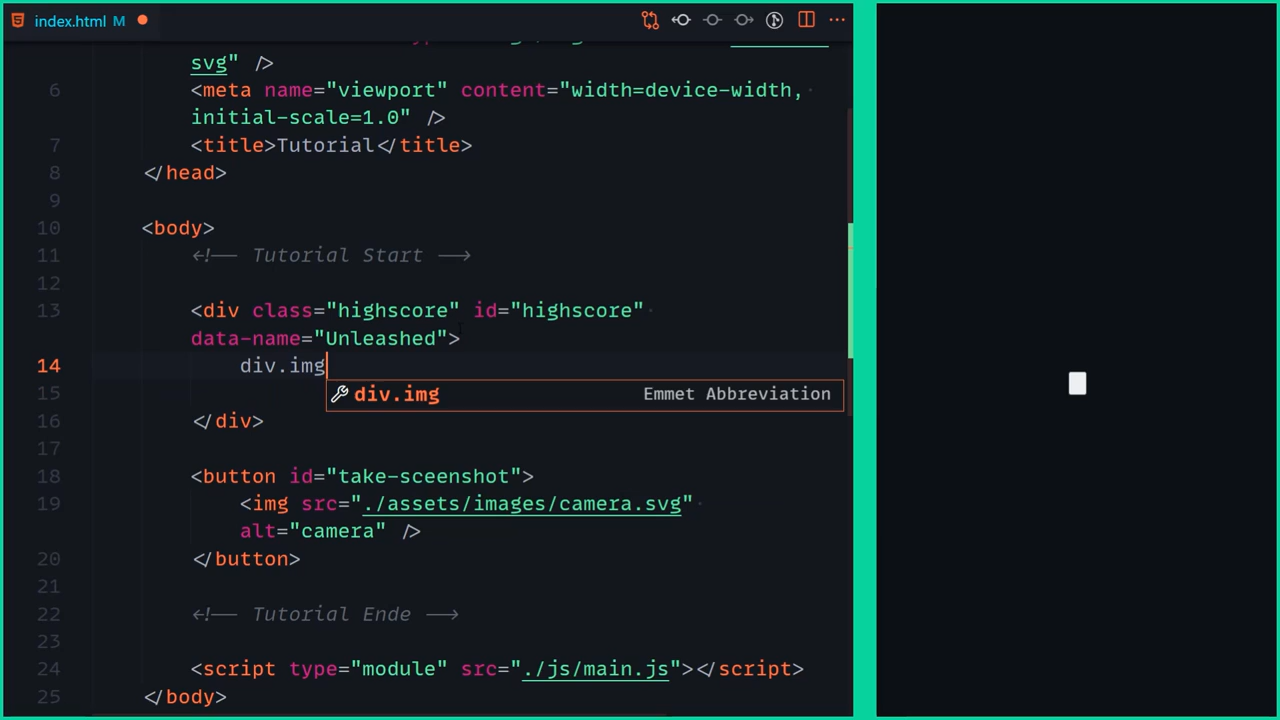 index.html M
svg" />
6 <meta name="viewport" content="width=device-width,
initial-scale=1.0" />
7 <title>Tutorial</title>
8 </head>
9
10 <body>
11 <!-- Tutorial Start -->
12
13 <div class="highscore" id="highscore"
data-name="Unleashed">
14 div.img
div.img Emmet Abbreviation
15
16 </div>
17
18 <button id="take-sceenshot">
19 <img src="./assets/images/camera.svg"
alt="camera" />
20 </button>
21
22 <!-- Tutorial Ende -->
23
24 <script type="module" src="./js/main.js"></script>
25 </body>